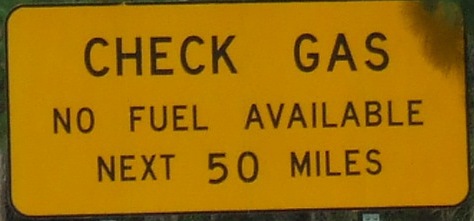 CHECK GAS
NO FUEL AVAILABLE
NEXT 50 MILES